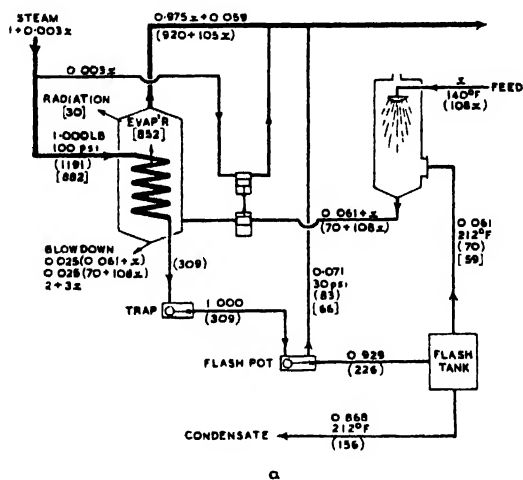 STEAM
1+0.003x
0.975x+0.059
(920+105x)
0.003x
RADIATION
[30]
EVAP'R
[852]
1.000LB
100 psi
(1191)
[882]
x
FEED
140°F
(108x)
0.061+x
(70+108x)
0.061
212°F
(70)
[59]
BLOWDOWN
0.025(0.061+x)
0.025(70+108x)
2+3x
(309)
TRAP
1.000
(309)
0.071
30psi
(83)
[66]
FLASH POT
0.929
(226)
FLASH
TANK
0.868
212°F
CONDENSATE
(156)
a